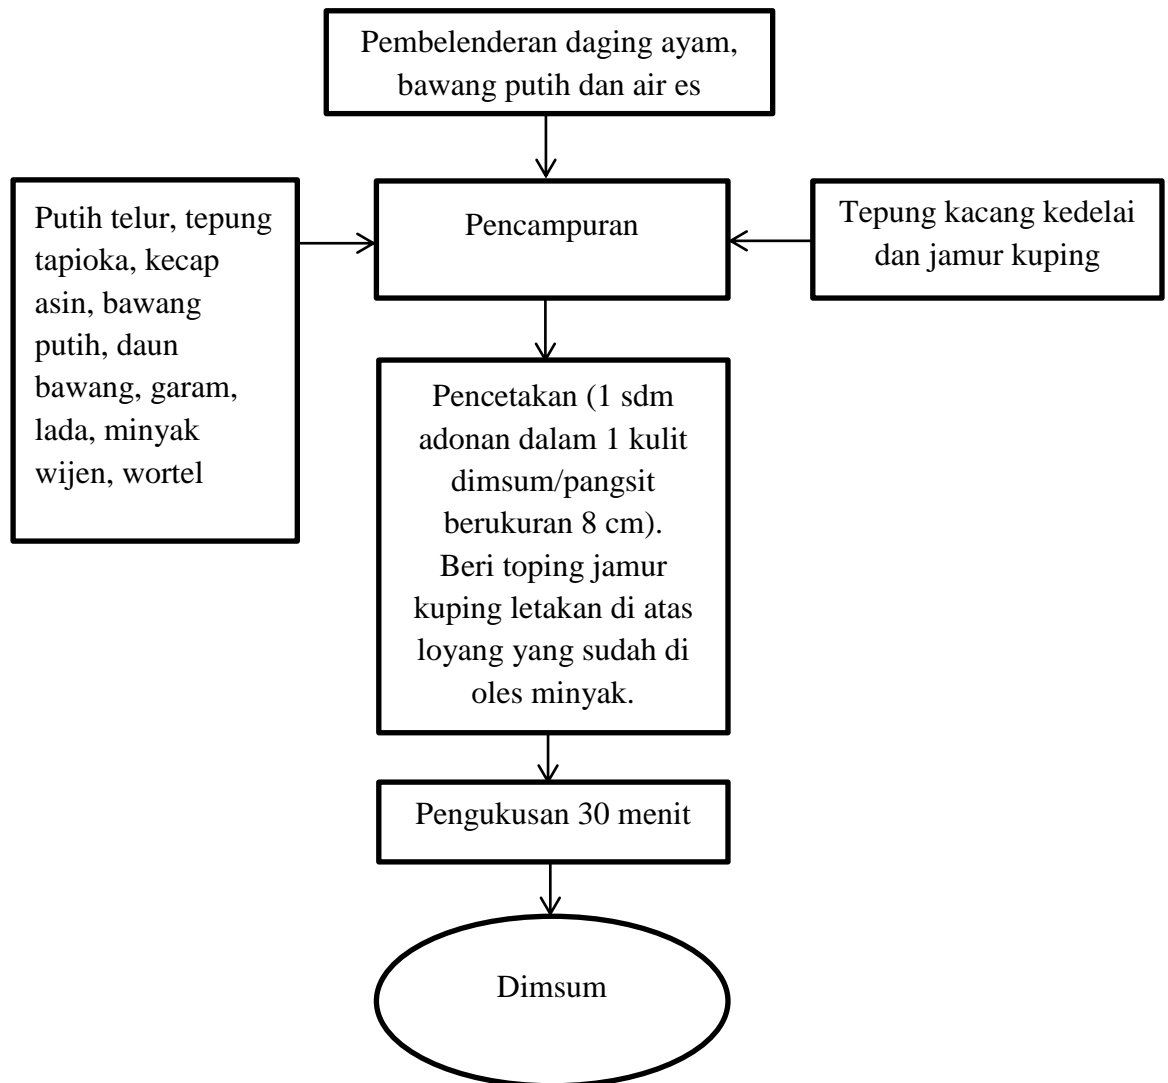 Pembelenderan daging ayam,
bawang putih dan air es
Putih telur, tepung
tapioka, kecap
asin, bawang
putih, daun
bawang, garam,
lada, minyak
wijen, wortel
Pencampuran
Tepung kacang kedelai
dan jamur kuping
Pencetakan (1 sdm
adonan dalam 1 kulit
dimsum/pangsit
berukuran 8 cm).
Beri toping jamur
kuping letakan di atas
loyang yang sudah di
oles minyak.
Pengukusan 30 menit
Dimsum